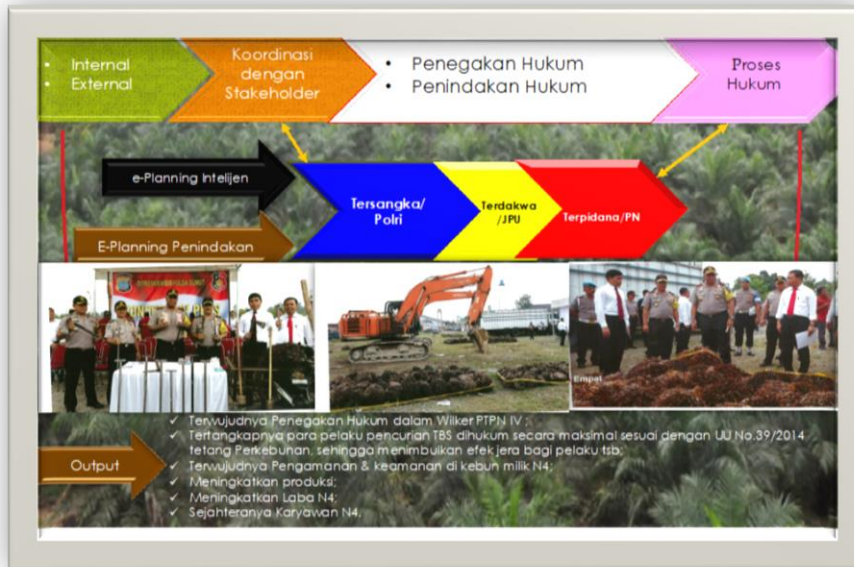 • Internal
• External
Koordinasi
dengan
Stakeholder
• Penegakan Hukum
• Penindakan Hukum
Proses
Hukum
e-Planning Intelijen
E-Planning Penindakan
Tersangka/
Polri
Terdakwa
/JPU
Terpidana/PN
Output
✓ Terwujudnya Penegakan Hukum dalam Wilker PTPN IV ;
✓ Tertangkapnya para pelaku pencurian TBS dihukum secara maksimal sesuai dengan UU No.39/2014
tetang Perkebunan, sehingga menimbulkan efek jera bagi pelaku tsb;
✓ Terwujudnya Pengamanan & keamanan di kebun milik N4;
✓ Meningkatkan produksi;
✓ Meningkatkan Laba N4;
✓ Sejahteranya Karyawan N4.